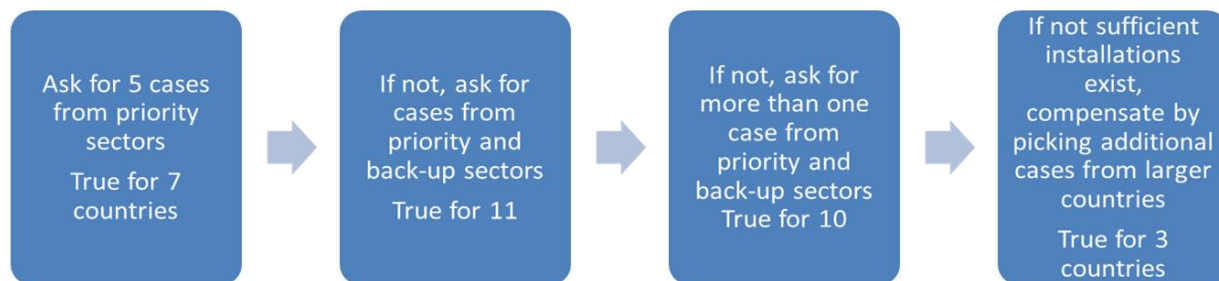 Ask for 5 cases
from priority
sectors
True for 7
countries
If not, ask for
cases from
priority and
back-up sectors
True for 11
If not, ask for
more than one
case from
priority and
back-up sectors
True for 10
If not sufficient
installations
exist,
compensate by
picking additional
cases from larger
countries
True for 3
countries